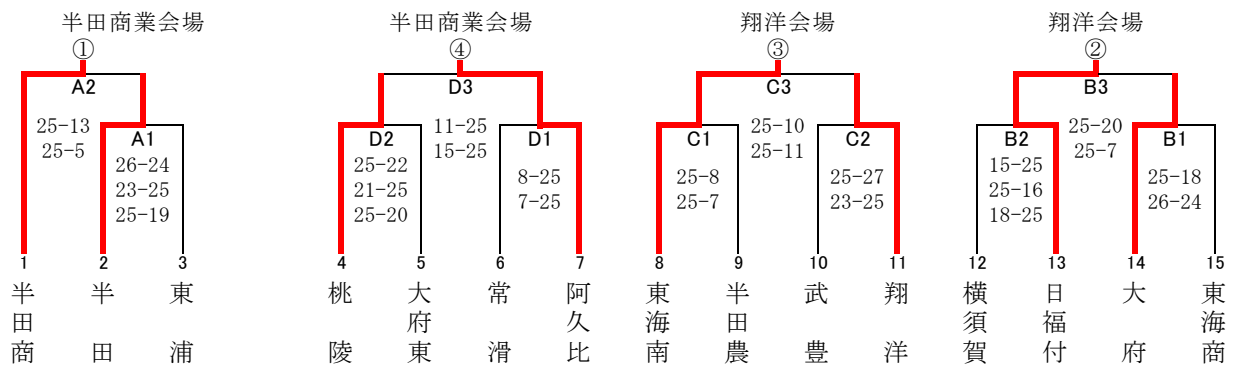 半田商業会場 半田商業会場 翔洋会場 翔洋会場
① ④ ③ ②
A2 D3 C3 B3
25-13 11-25 25-10 25-20
25-5 15-25 25-11 25-7
A1 D2 D1 C1 C2 B2 B1
26-24 25-22 8-25 25-8 25-27 15-25 25-18
23-25 21-25 7-25 25-7 23-25 25-16 26-24
25-19 25-20 18-25
1 2 3 4 5 6 7 8 9 10 11 12 13 14 15
半田商 半田 東浦 桃陵 大府東 常滑 阿久比 東海南 半田農 武豊 翔洋 横須賀 日福付 大府 東海商